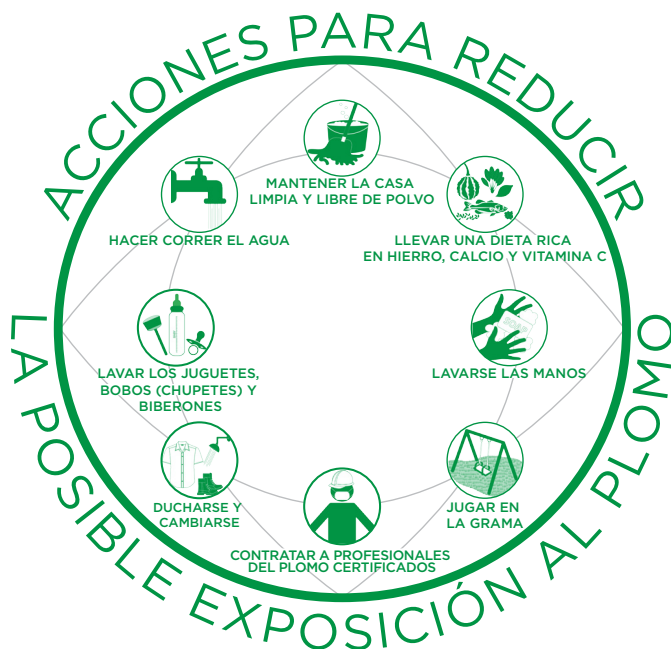 ACCIONES PARA REDUCIR
LA POSIBLE EXPOSICIÓN AL PLOMO
MANTENER LA CASA
LIMPIA Y LIBRE DE POLVO
LLEVAR UNA DIETA RICA
EN HIERRO, CALCIO Y VITAMINA C
LAVARSE LAS MANOS
JUGAR EN
LA GRAMA
CONTRATAR A PROFESIONALES
DEL PLOMO CERTIFICADOS
DUCHARSE Y
CAMBIARSE
LAVAR LOS JUGUETES,
BOBOS (CHUPETES) Y
BIBERONES
HACER CORRER EL AGUA
SOAP